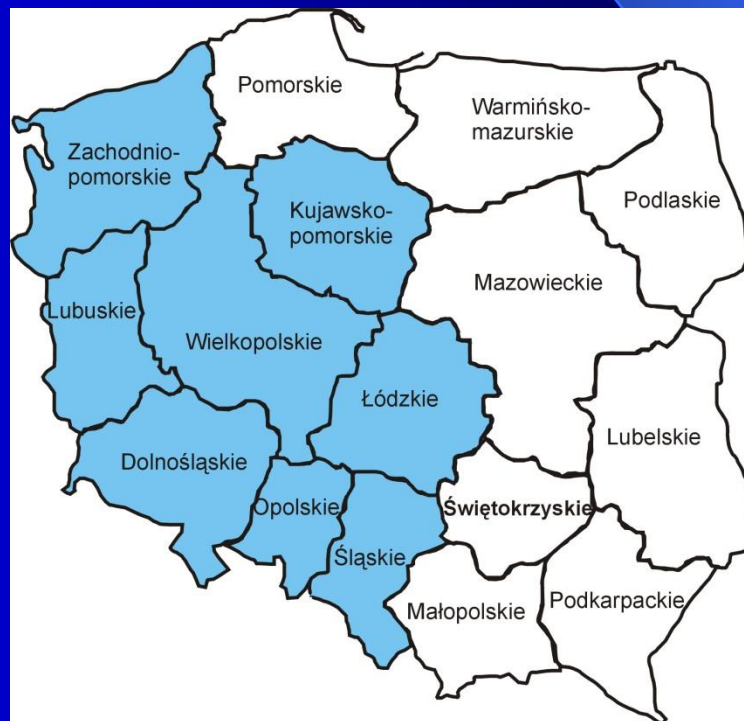 Pomorskie
Warmińsko-
mazurskie
Zachodnio-
pomorskie
Podlaskie
Kujawsko-
pomorskie
Mazowieckie
Lubuskie
Wielkopolskie
Łódzkie
Lubelskie
Dolnośląskie
Opolskie
Świętokrzyskie
Śląskie
Małopolskie
Podkarpackie